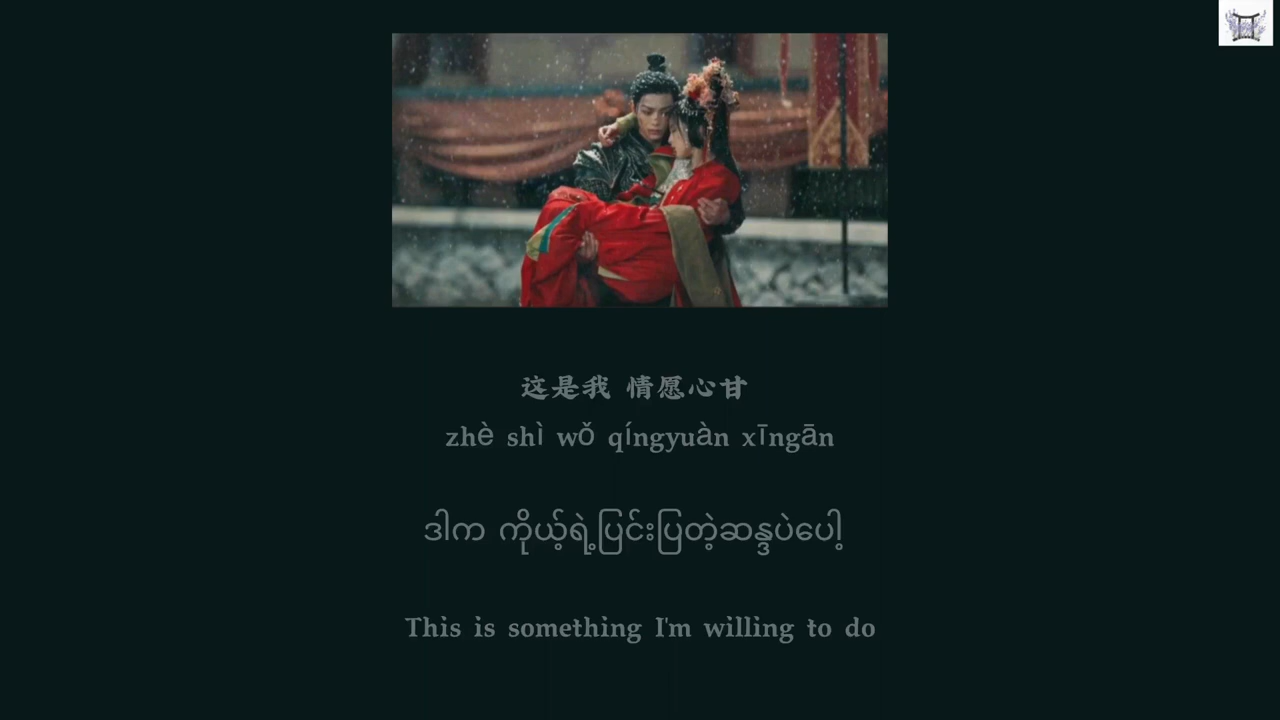 这是我 情愿心甘
zhè shì wǒ qíngyuàn xīngān
ဒါက ကိုယ့်ရဲ့ပြင်းပြတဲ့ဆန္ဒပဲပေါ့
This is something I'm willing to do